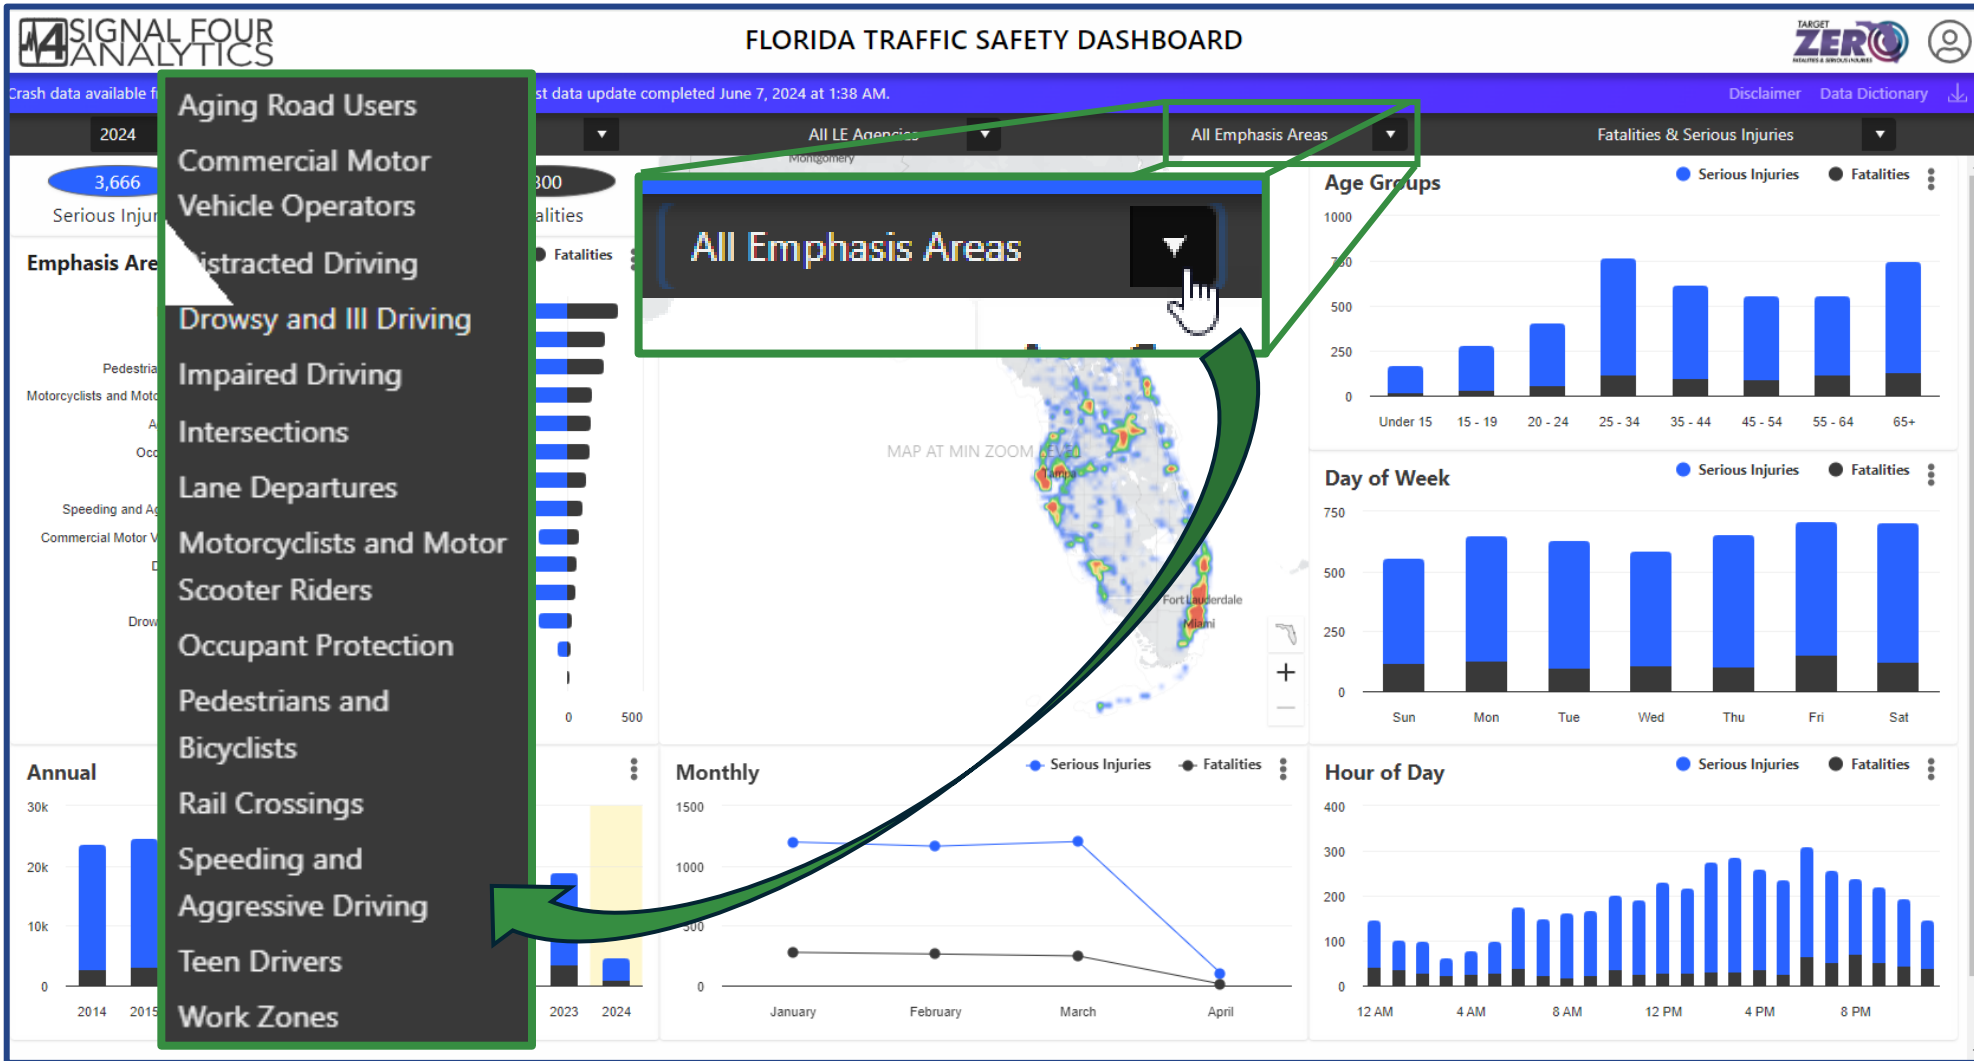 SIGNAL FOUR
ANALYTICS
FLORIDA TRAFFIC SAFETY DASHBOARD
TARGET
ZERO
FATALITIES & SERIOUS INJURIES
Crash data available f
st data update completed June 7, 2024 at 1:38 AM.
Disclaimer
Data Dictionary
2024
All LE Agencies
All Emphasis Areas
Fatalities & Serious Injuries
3,666
Serious Injur
300
alities
Emphasis Are
Fatalities
Pedestria
Motorcyclists and Moto
A
Occ
Speeding and Ag
Commercial Motor V
D
Drow
0
500
Aging Road Users
Commercial Motor
Vehicle Operators
istracted Driving
Drowsy and Ill Driving
Impaired Driving
Intersections
Lane Departures
Motorcyclists and Motor
Scooter Riders
Occupant Protection
Pedestrians and
Bicyclists
Rail Crossings
Speeding and
Aggressive Driving
Teen Drivers
Work Zones
Montgomery
All Emphasis Areas
MAP AT MIN ZOOM LEVEL
Tampa
Fort Lauderdale
Miami
+
−
Age Groups
Serious Injuries
Fatalities
1000
750
500
250
0
Under 15
15 - 19
20 - 24
25 - 34
35 - 44
45 - 54
55 - 64
65+
Day of Week
Serious Injuries
Fatalities
750
500
250
0
Sun
Mon
Tue
Wed
Thu
Fri
Sat
Annual
30k
20k
10k
0
2014
2015
2023
2024
Monthly
Serious Injuries
Fatalities
1500
1000
500
0
January
February
March
April
Hour of Day
Serious Injuries
Fatalities
400
300
200
100
0
12 AM
4 AM
8 AM
12 PM
4 PM
8 PM